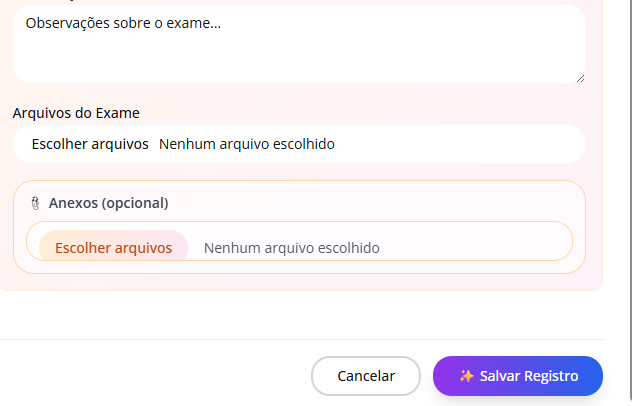 Observações sobre o exame...
Arquivos do Exame
Escolher arquivos Nenhum arquivo escolhido
Anexos (opcional)
Escolher arquivos Nenhum arquivo escolhido
Cancelar ✨ Salvar Registro